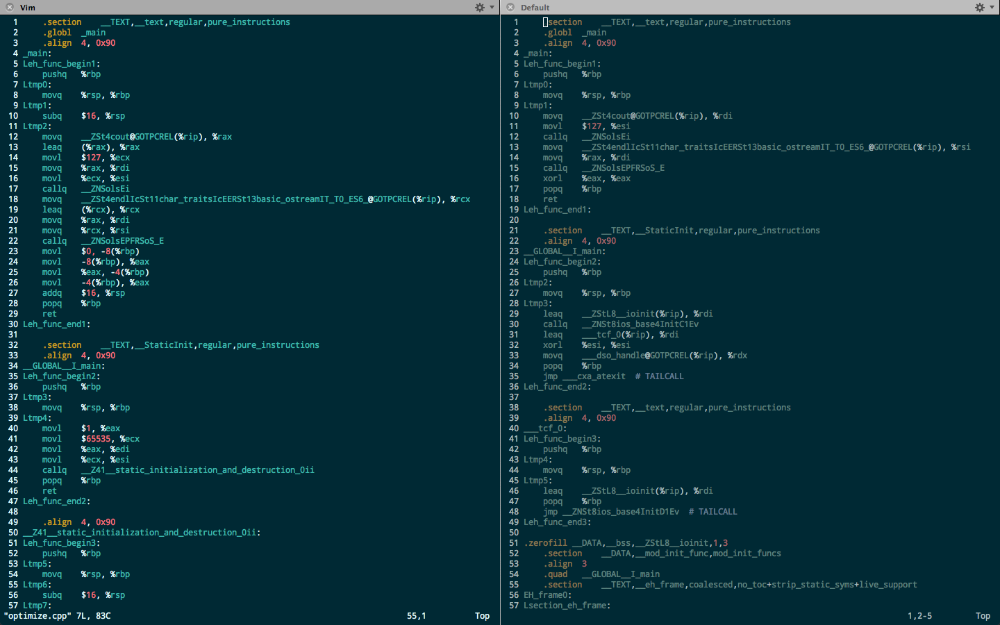 Vim
1 .section __TEXT,__text,regular,pure_instructions
2 .globl _main
3 .align 4, 0x90
4 _main:
5 Leh_func_begin1:
6 pushq %rbp
7 Ltmp0:
8 movq %rsp, %rbp
9 Ltmp1:
10 subq $16, %rsp
11 Ltmp2:
12 movq __ZSt4cout@GOTPCREL(%rip), %rax
13 leaq (%rax), %rax
14 movl $127, %ecx
15 movq %rax, %rdi
16 movl %ecx, %esi
17 callq __ZNSolsEi
18 movq __ZSt4endlIcSt11char_traitsIcEERSt13basic_ostreamIT_T0_ES6_@GOTPCREL(%rip), %rcx
19 leaq (%rcx), %rcx
20 movq %rax, %rdi
21 movq %rcx, %rsi
22 callq __ZNSolsEPFRSoS_E
23 movl $0, -8(%rbp)
24 movl -8(%rbp), %eax
25 movl %eax, -4(%rbp)
26 movl -4(%rbp), %eax
27 addq $16, %rsp
28 popq %rbp
29 ret
30 Leh_func_end1:
31
32 .section __TEXT,__StaticInit,regular,pure_instructions
33 .align 4, 0x90
34 __GLOBAL__I_main:
35 Leh_func_begin2:
36 pushq %rbp
37 Ltmp3:
38 movq %rsp, %rbp
39 Ltmp4:
40 movl $1, %eax
41 movl $65535, %ecx
42 movl %eax, %edi
43 movl %ecx, %esi
44 callq __Z41__static_initialization_and_destruction_0ii
45 popq %rbp
46 ret
47 Leh_func_end2:
48
49 .align 4, 0x90
50 __Z41__static_initialization_and_destruction_0ii:
51 Leh_func_begin3:
52 pushq %rbp
53 Ltmp5:
54 movq %rsp, %rbp
55 Ltmp6:
56 subq $16, %rsp
57 Ltmp7:
"optimize.cpp" 7L, 83C 55,1 Top
Default
1 .section __TEXT,__text,regular,pure_instructions
2 .globl _main
3 .align 4, 0x90
4 _main:
5 Leh_func_begin1:
6 pushq %rbp
7 Ltmp0:
8 movq %rsp, %rbp
9 Ltmp1:
10 movq __ZSt4cout@GOTPCREL(%rip), %rdi
11 movl $127, %esi
12 callq __ZNSolsEi
13 movq __ZSt4endlIcSt11char_traitsIcEERSt13basic_ostreamIT_T0_ES6_@GOTPCREL(%rip), %rsi
14 movq %rax, %rdi
15 callq __ZNSolsEPFRSoS_E
16 xorl %eax, %eax
17 popq %rbp
18 ret
19 Leh_func_end1:
20
21 .section __TEXT,__StaticInit,regular,pure_instructions
22 .align 4, 0x90
23 __GLOBAL__I_main:
24 Leh_func_begin2:
25 pushq %rbp
26 Ltmp2:
27 movq %rsp, %rbp
28 Ltmp3:
29 leaq __ZStL8__ioinit(%rip), %rdi
30 callq __ZNSt8ios_base4InitC1Ev
31 leaq ___tcf_0(%rip), %rdi
32 xorl %esi, %esi
33 movq ___dso_handle@GOTPCREL(%rip), %rdx
34 popq %rbp
35 jmp ___cxa_atexit # TAILCALL
36 Leh_func_end2:
37
38 .section __TEXT,__text,regular,pure_instructions
39 .align 4, 0x90
40 ___tcf_0:
41 Leh_func_begin3:
42 pushq %rbp
43 Ltmp4:
44 movq %rsp, %rbp
45 Ltmp5:
46 leaq __ZStL8__ioinit(%rip), %rdi
47 popq %rbp
48 jmp __ZNSt8ios_base4InitD1Ev # TAILCALL
49 Leh_func_end3:
50
51 .zerofill __DATA,__bss,__ZStL8__ioinit,1,3
52 .section __DATA,__mod_init_func,mod_init_funcs
53 .align 3
54 .quad __GLOBAL__I_main
55 .section __TEXT,__eh_frame,coalesced,no_toc+strip_static_syms+live_support
56 EH_frame0:
57 Lsection_eh_frame:
1,2-5 Top